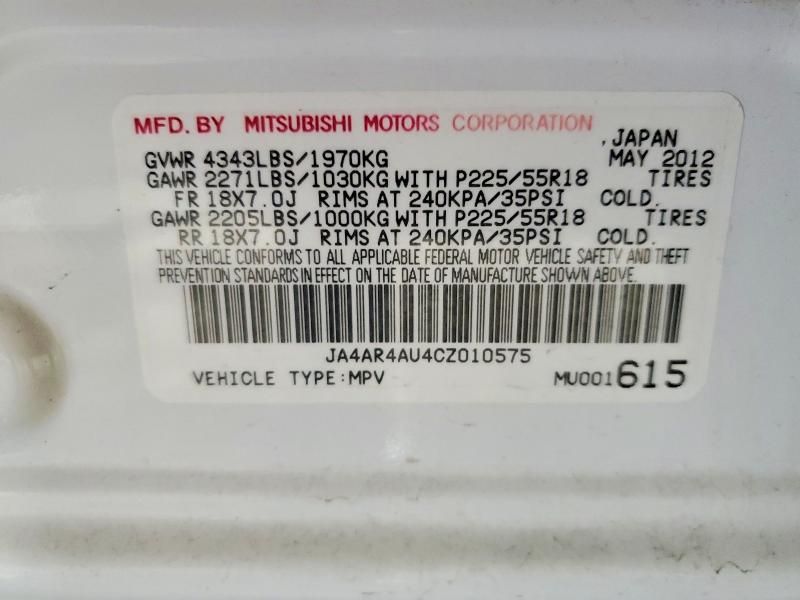 MFD. BY MITSUBISHI MOTORS CORPORATION
, JAPAN
GVWR 4343LBS/1970KG MAY 2012
GAWR 2271LBS/1030KG WITH P225/55R18 TIRES
FR 18X7.0J RIMS AT 240KPA/35PSI COLD.
GAWR 2205LBS/1000KG WITH P225/55R18 TIRES
RR 18X7.0J RIMS AT 240KPA/35PSI COLD.
THIS VEHICLE CONFORMS TO ALL APPLICABLE FEDERAL MOTOR VEHICLE SAFETY AND THEFT
PREVENTION STANDARDS IN EFFECT ON THE DATE OF MANUFACTURE SHOWN ABOVE.
JA4AR4AU4CZ010575
VEHICLE TYPE:MPV MU001615